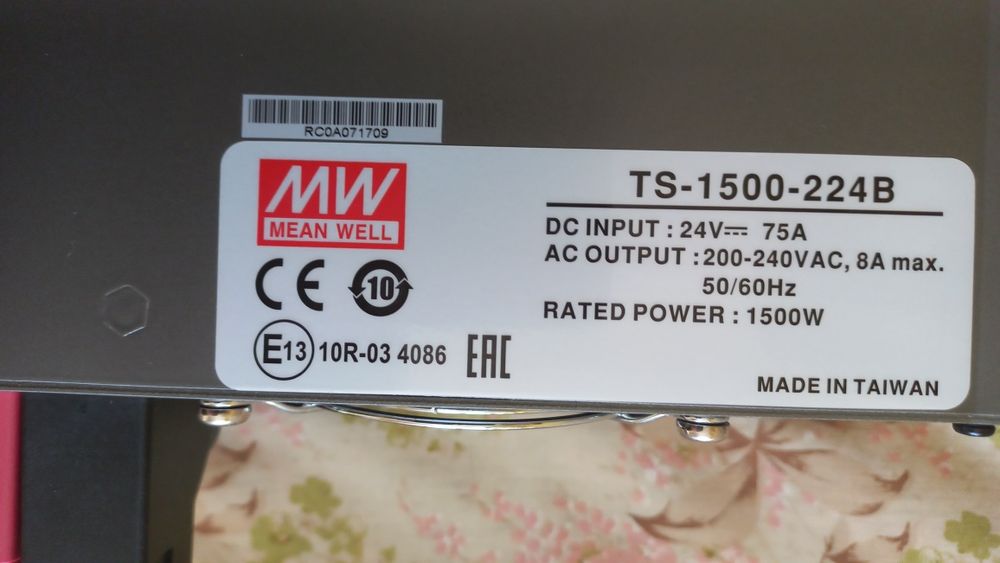 RC0A071709
MW
MEAN WELL
TS-1500-224B
DC INPUT : 24V⎓ 75A
AC OUTPUT : 200-240VAC, 8A max.
50/60Hz
RATED POWER : 1500W
CE 10
E13 10R-03 4086 EAC
MADE IN TAIWAN